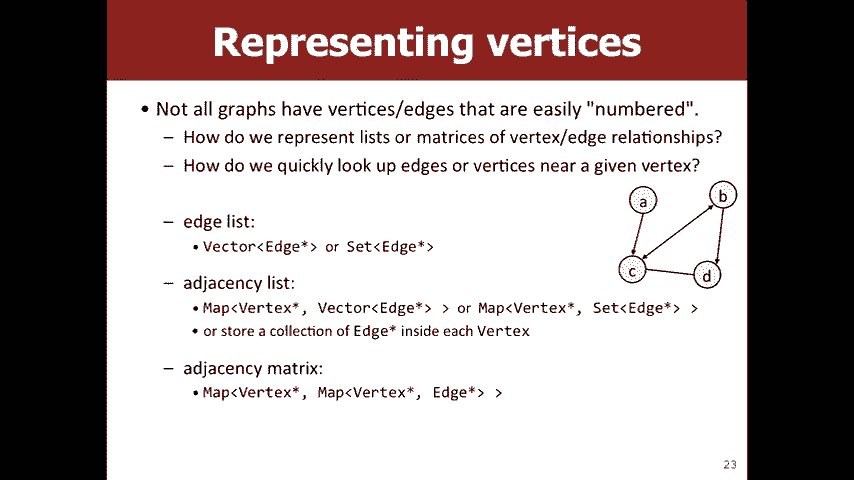 Representing vertices
• Not all graphs have vertices/edges that are easily "numbered".
– How do we represent lists or matrices of vertex/edge relationships?
– How do we quickly look up edges or vertices near a given vertex?
a
b
c
d
– edge list:
• Vector<Edge*> or Set<Edge*>
– adjacency list:
• Map<Vertex*, Vector<Edge*> > or Map<Vertex*, Set<Edge*> >
• or store a collection of Edge* inside each Vertex
– adjacency matrix:
• Map<Vertex*, Map<Vertex*, Edge*> >
23